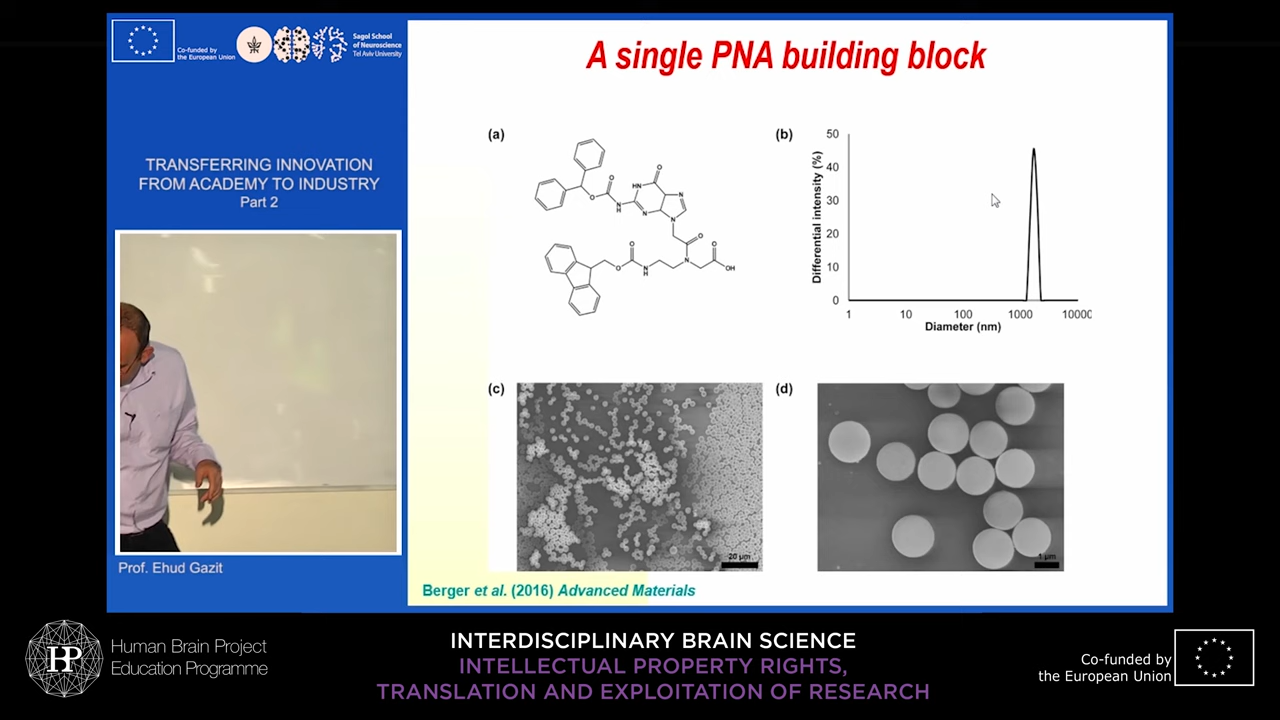 Co-funded by
the European Union
Sagol School
of Neuroscience
Tel Aviv University
TRANSFERRING INNOVATION
FROM ACADEMY TO INDUSTRY
Part 2
Prof. Ehud Gazit
A single PNA building block
(a)
O
HN
N
O
O
N
H
N
N
N
O
O
O
O
N
H
N
OH
(b)
Differential intensity (%)
50
40
30
20
10
0
1
10
100
1000
1000
Diameter (nm)
(c)
20 µm
(d)
1 µm
Berger et al. (2016) Advanced Materials
HBP
Human Brain Project
Education Programme
INTERDISCIPLINARY BRAIN SCIENCE
INTELLECTUAL PROPERTY RIGHTS,
TRANSLATION AND EXPLOITATION OF RESEARCH
Co-funded by
the European Union